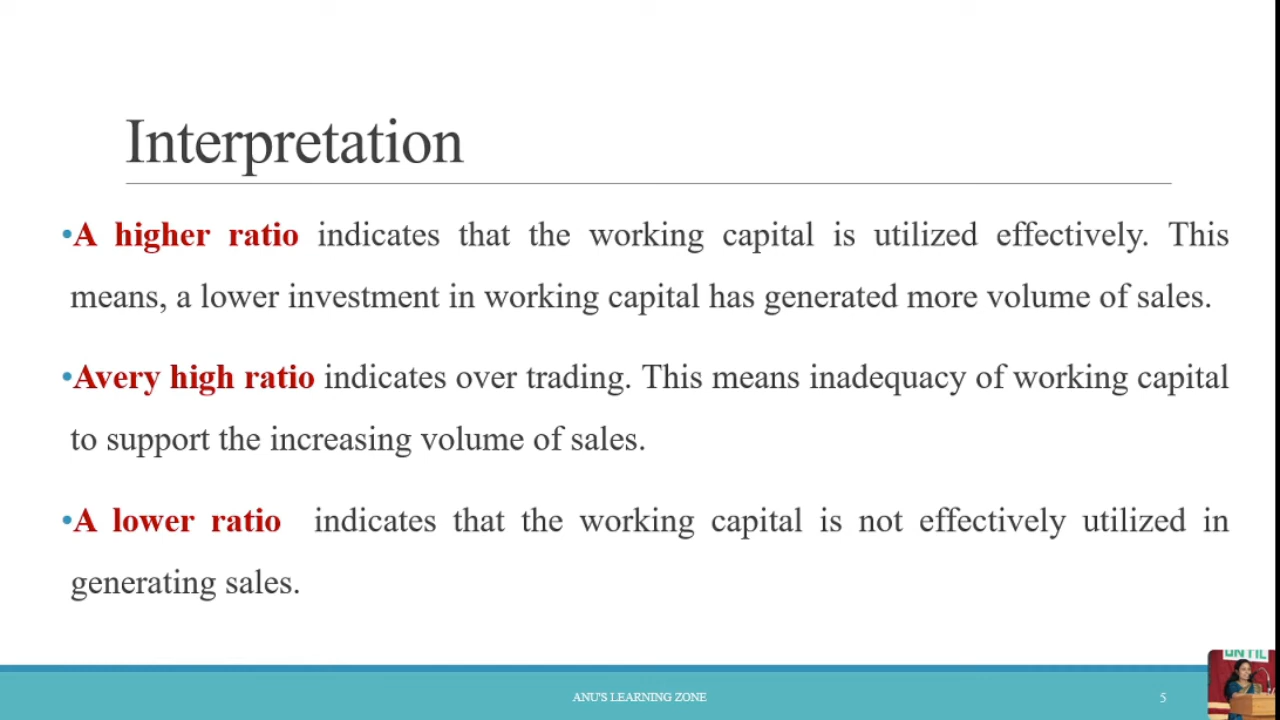 Interpretation
•A higher ratio indicates that the working capital is utilized effectively. This
means, a lower investment in working capital has generated more volume of sales.
•Avery high ratio indicates over trading. This means inadequacy of working capital
to support the increasing volume of sales.
•A lower ratio indicates that the working capital is not effectively utilized in
generating sales.
ANU'S LEARNING ZONE
5